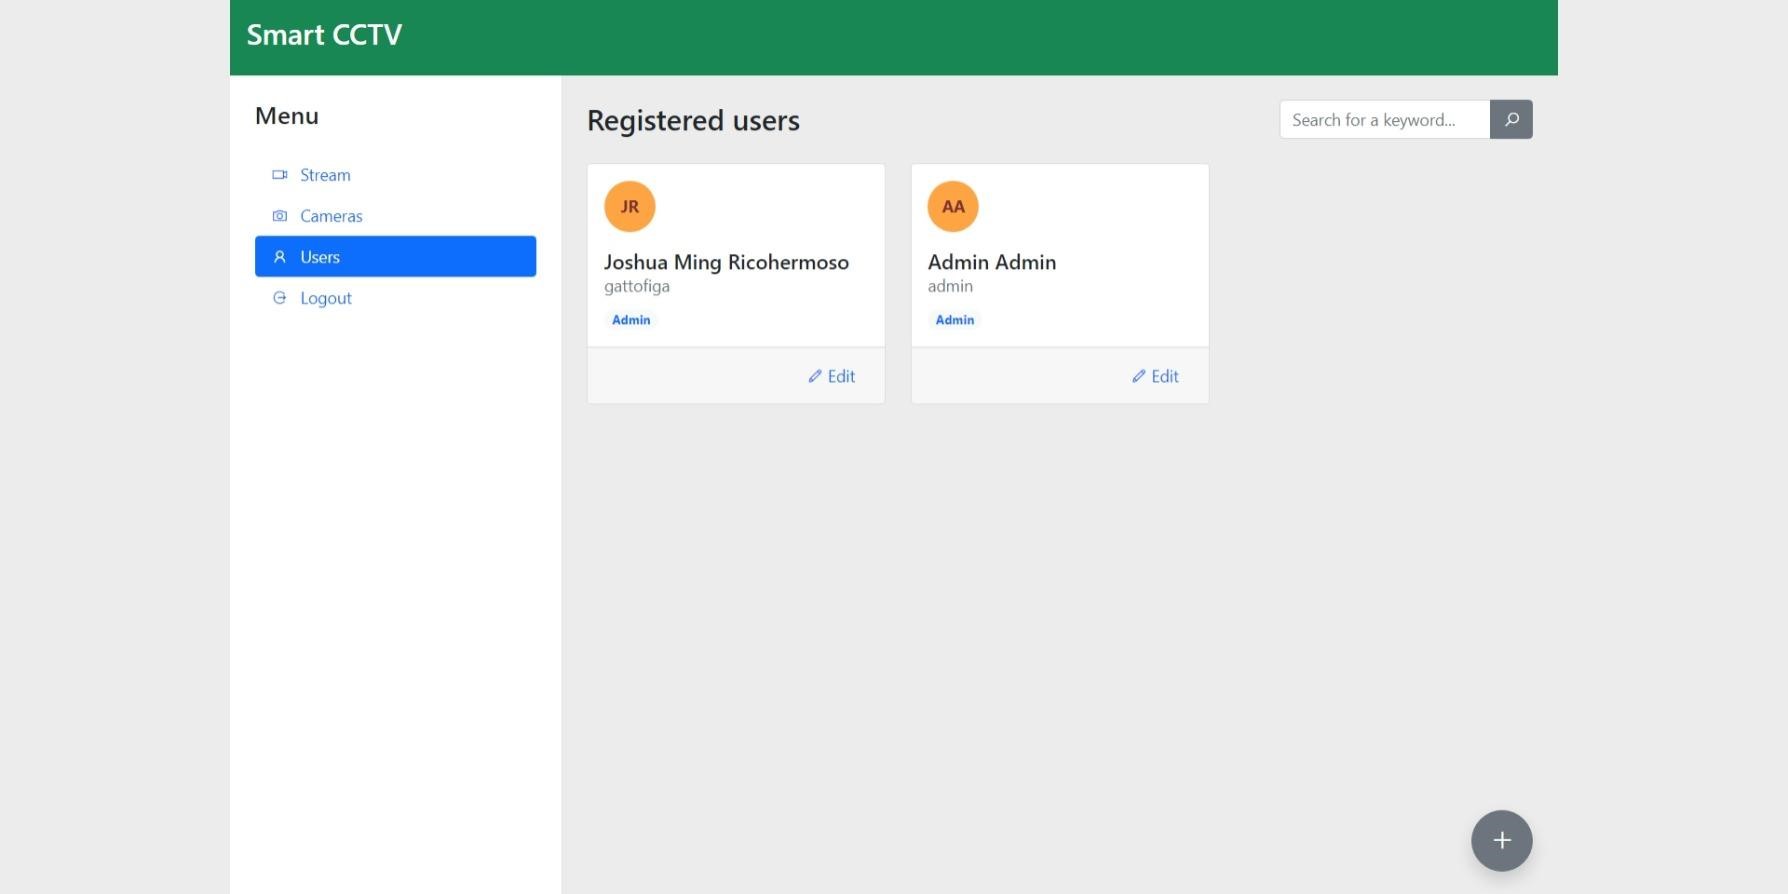 Smart CCTV
Menu
Stream
Cameras
Users
Logout
Registered users
Search for a keyword...
JR
Joshua Ming Ricohermoso
gattofiga
Admin
Edit
AA
Admin Admin
admin
Admin
Edit
+